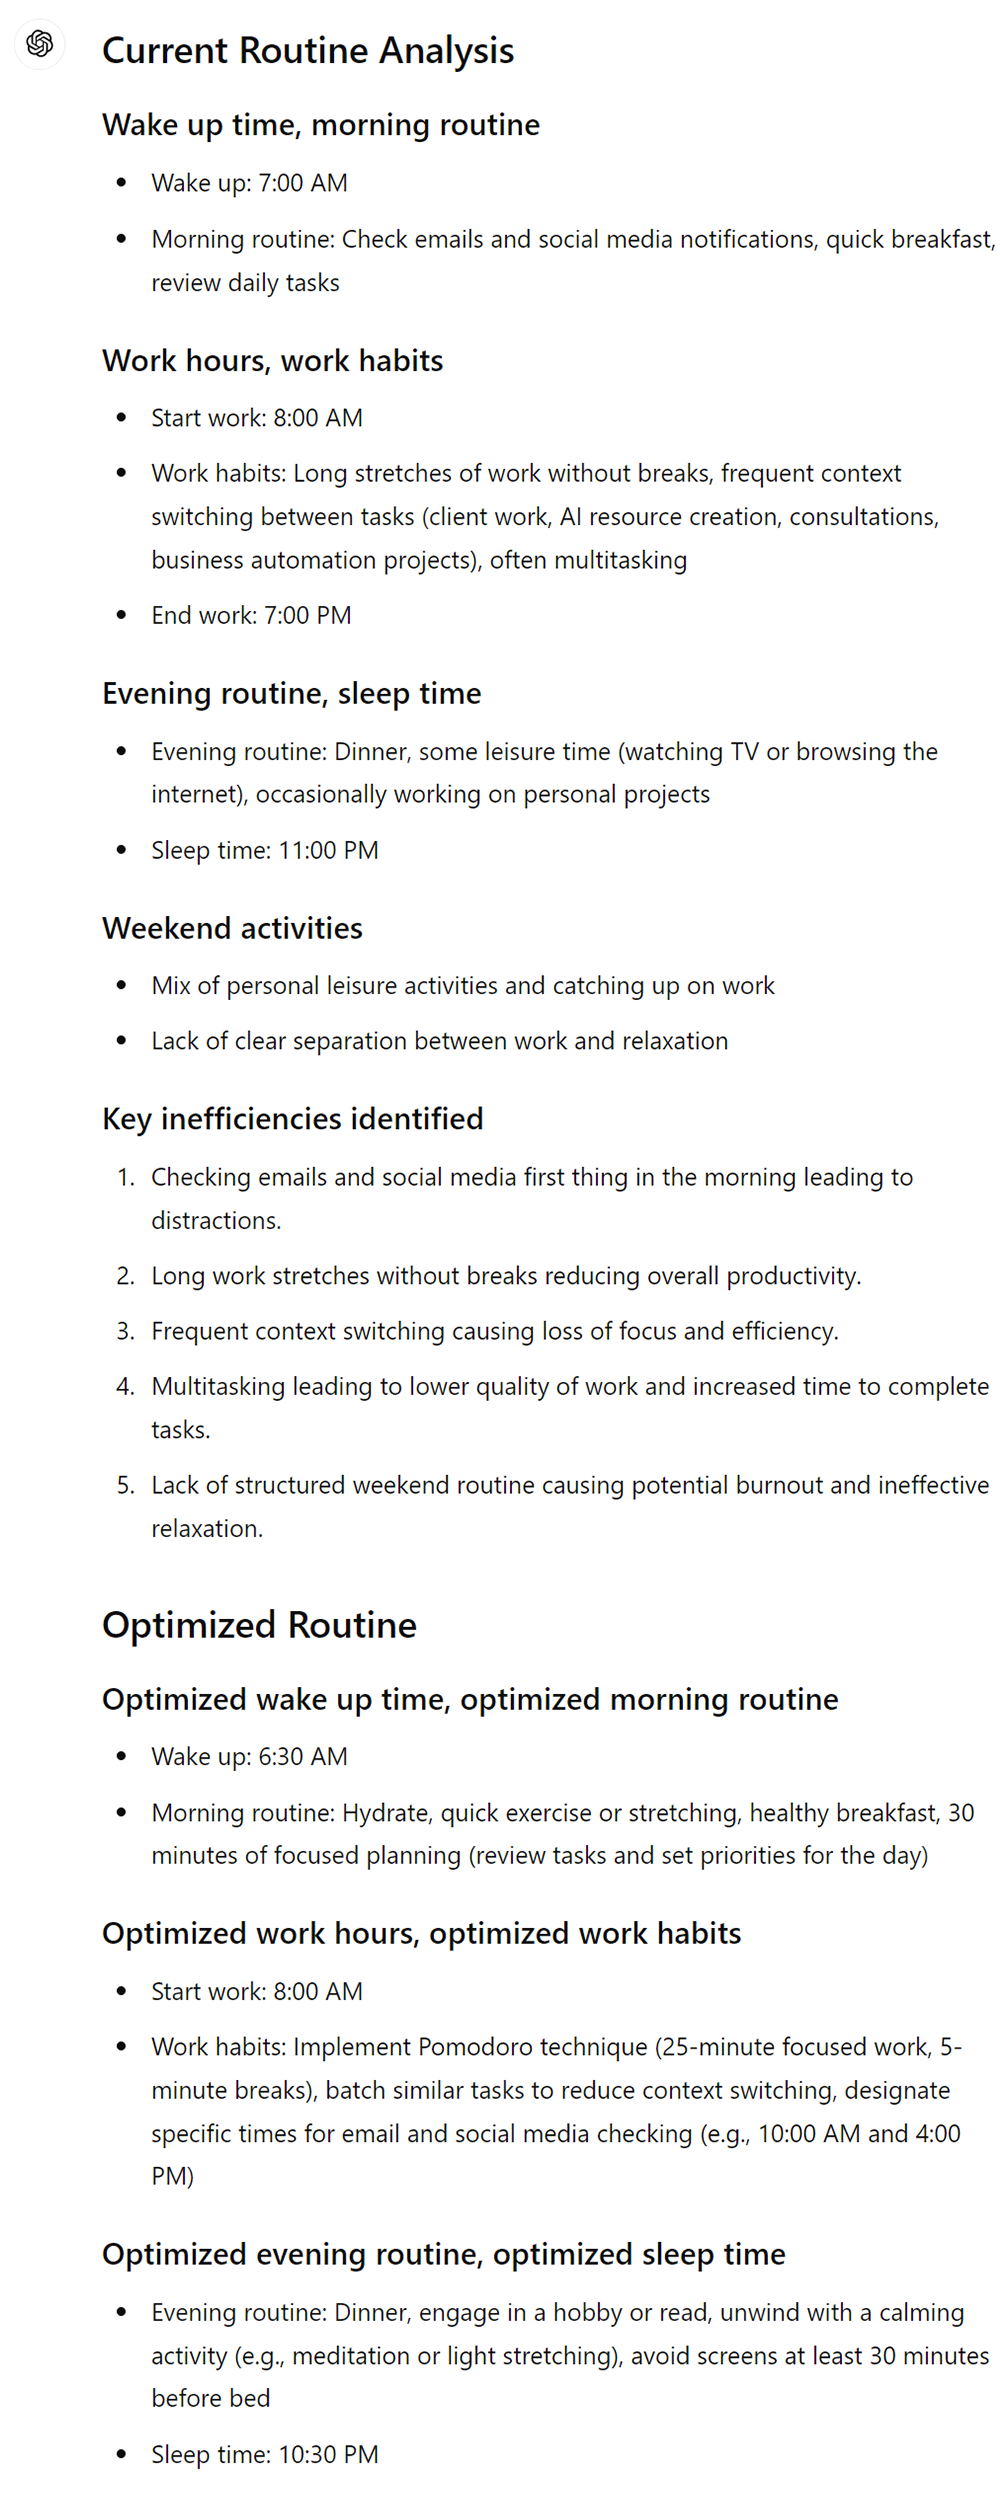 Current Routine Analysis
Wake up time, morning routine
• Wake up: 7:00 AM
• Morning routine: Check emails and social media notifications, quick breakfast,
review daily tasks
Work hours, work habits
• Start work: 8:00 AM
• Work habits: Long stretches of work without breaks, frequent context
switching between tasks (client work, AI resource creation, consultations,
business automation projects), often multitasking
• End work: 7:00 PM
Evening routine, sleep time
• Evening routine: Dinner, some leisure time (watching TV or browsing the
internet), occasionally working on personal projects
• Sleep time: 11:00 PM
Weekend activities
• Mix of personal leisure activities and catching up on work
• Lack of clear separation between work and relaxation
Key inefficiencies identified
1. Checking emails and social media first thing in the morning leading to
distractions.
2. Long work stretches without breaks reducing overall productivity.
3. Frequent context switching causing loss of focus and efficiency.
4. Multitasking leading to lower quality of work and increased time to complete
tasks.
5. Lack of structured weekend routine causing potential burnout and ineffective
relaxation.
Optimized Routine
Optimized wake up time, optimized morning routine
• Wake up: 6:30 AM
• Morning routine: Hydrate, quick exercise or stretching, healthy breakfast, 30
minutes of focused planning (review tasks and set priorities for the day)
Optimized work hours, optimized work habits
• Start work: 8:00 AM
• Work habits: Implement Pomodoro technique (25-minute focused work, 5-
minute breaks), batch similar tasks to reduce context switching, designate
specific times for email and social media checking (e.g., 10:00 AM and 4:00
PM)
Optimized evening routine, optimized sleep time
• Evening routine: Dinner, engage in a hobby or read, unwind with a calming
activity (e.g., meditation or light stretching), avoid screens at least 30 minutes
before bed
• Sleep time: 10:30 PM